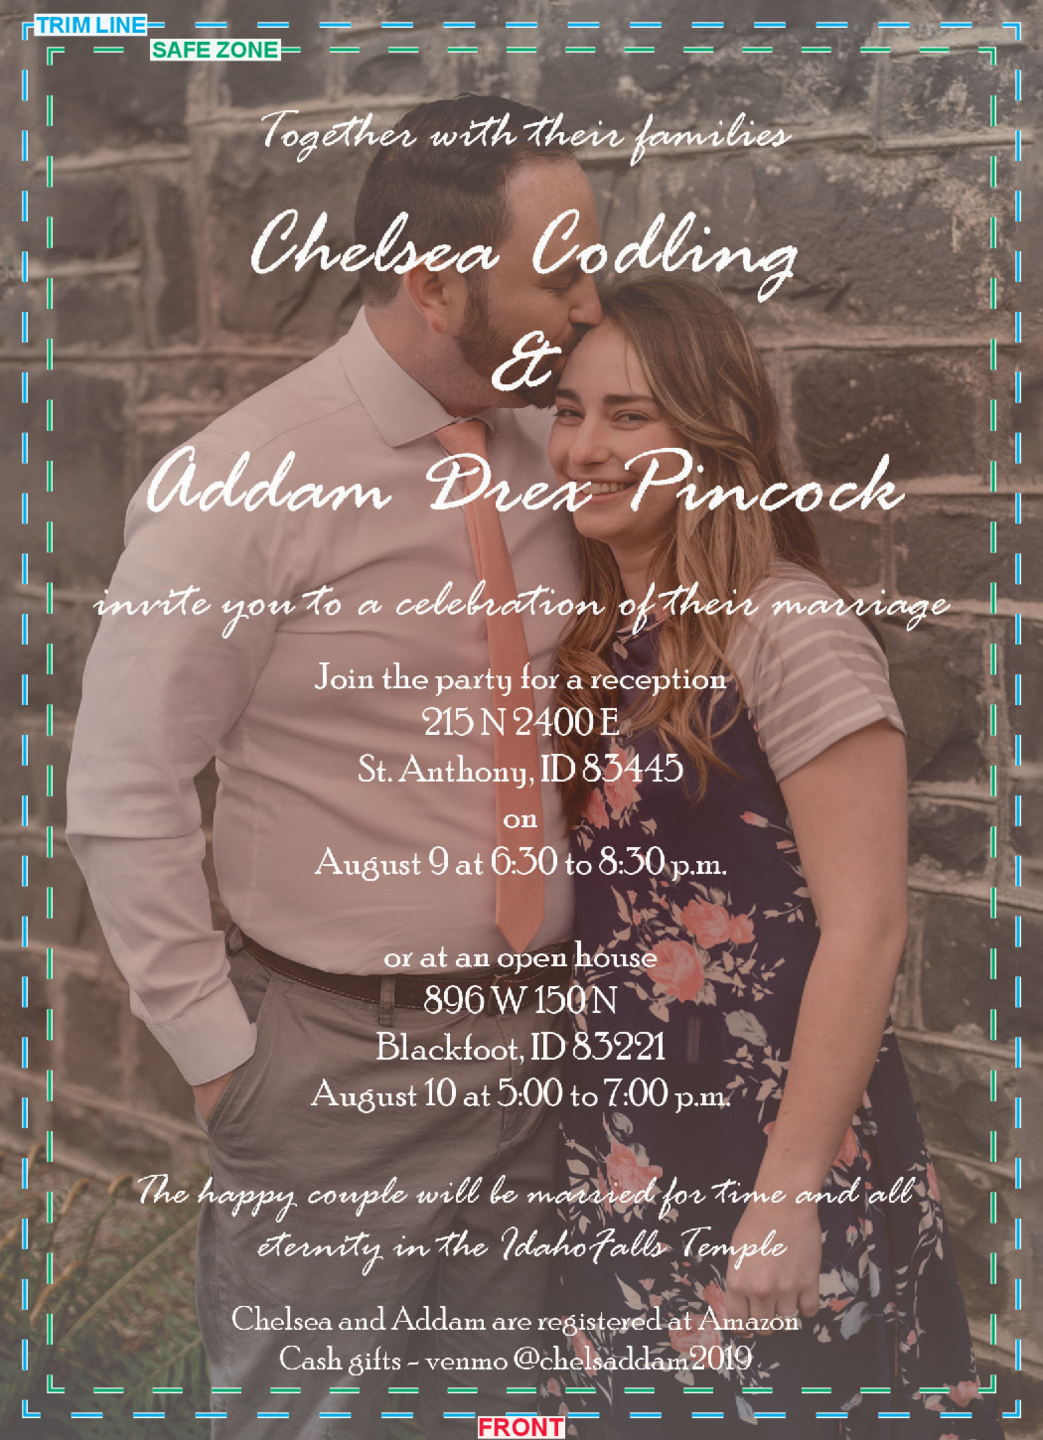 TRIM LINE
SAFE ZONE
Together with their families
Chelsea Codling
&
Addam Drex Pincock
invite you to a celebration of their marriage
Join the party for a reception
215 N 2400 E
St. Anthony, ID 83445
on
August 9 at 6:30 to 8:30 p.m.
or at an open house
896 W 150 N
Blackfoot, ID 83221
August 10 at 5:00 to 7:00 p.m.
The happy couple will be married for time and all
eternity in the Idaho Falls Temple
Chelsea and Addam are registered at Amazon
Cash gifts - venmo @chelsaddam2019
FRONT